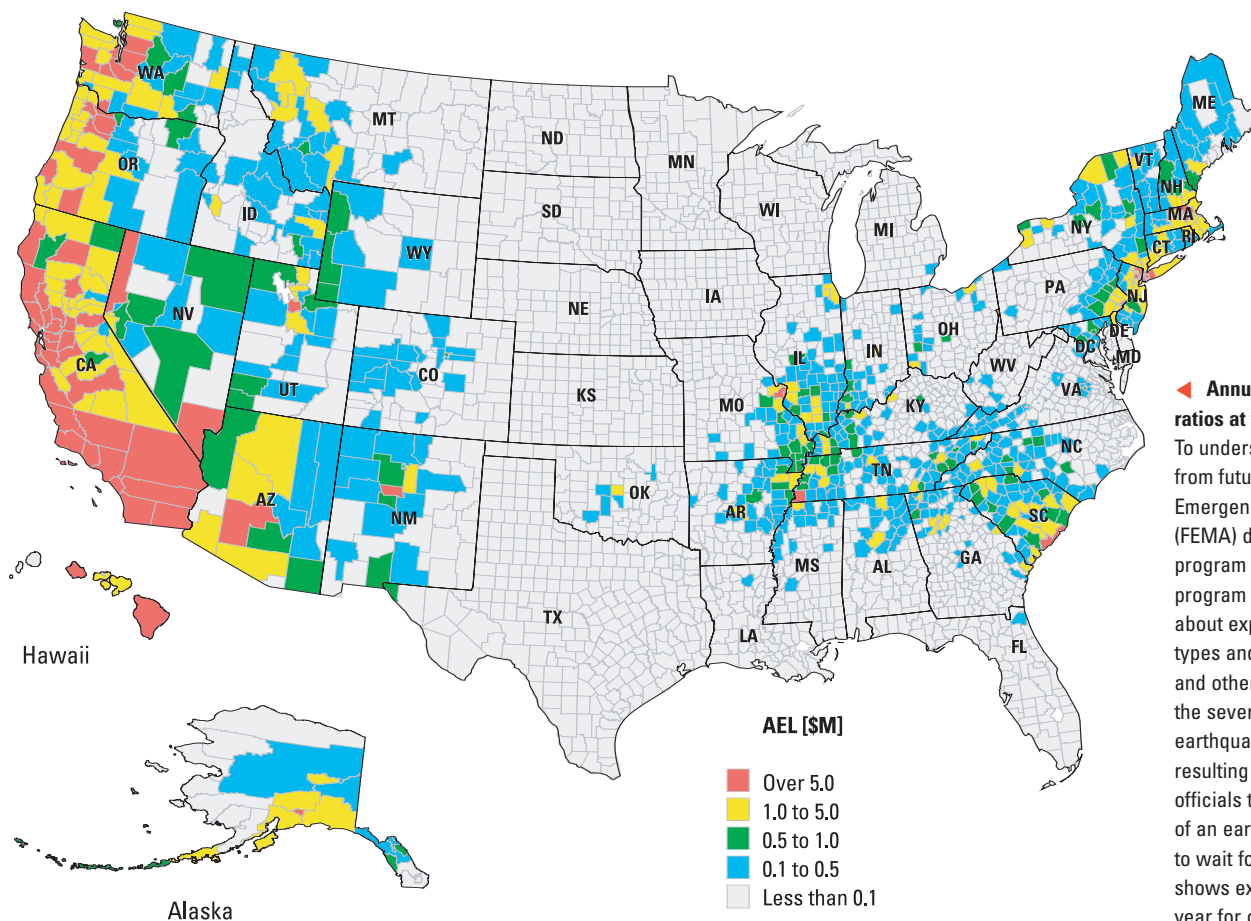 WA
MT
ND
MN
ME
OR
ID
SD
WI
MI
VT
NH
NY
MA
CT
RI
WY
IA
NE
PA
NJ
NV
OH
IL
IN
DE
DC
MD
CA
UT
CO
KS
MO
WV
VA
KY
NC
AZ
NM
OK
TN
AR
SC
MS
AL
GA
TX
LA
FL
Hawaii
Alaska
AEL [$M]
Over 5.0
1.0 to 5.0
0.5 to 1.0
0.1 to 0.5
Less than 0.1
ratios at
To unders
from futu
Emergen
(FEMA) d
program
program
about exp
types and
and other
the sever
earthqua
resulting
officials t
of an ear
to wait fo
shows ex
year for